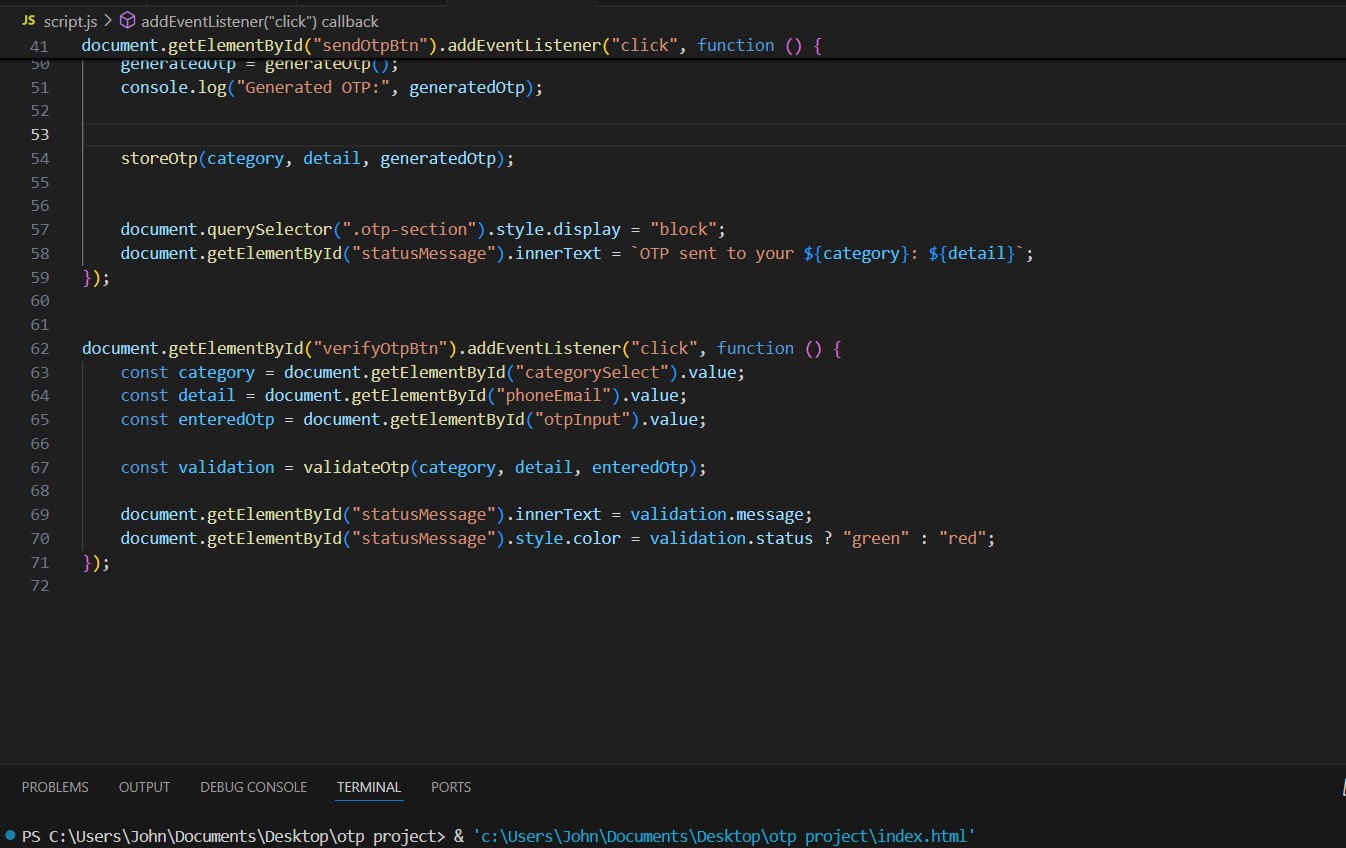 JS script.js > addEventListener("click") callback
41 document.getElementById("sendOtpBtn").addEventListener("click", function () {
50 generatedOtp = generateOtp();
51 console.log("Generated OTP:", generatedOtp);
52
53
54 storeOtp(category, detail, generatedOtp);
55
56
57 document.querySelector(".otp-section").style.display = "block";
58 document.getElementById("statusMessage").innerText = `OTP sent to your ${category}: ${detail}`;
59 });
60
61
62 document.getElementById("verifyOtpBtn").addEventListener("click", function () {
63 const category = document.getElementById("categorySelect").value;
64 const detail = document.getElementById("phoneEmail").value;
65 const enteredOtp = document.getElementById("otpInput").value;
66
67 const validation = validateOtp(category, detail, enteredOtp);
68
69 document.getElementById("statusMessage").innerText = validation.message;
70 document.getElementById("statusMessage").style.color = validation.status ? "green" : "red";
71 });
72
PROBLEMS OUTPUT DEBUG CONSOLE TERMINAL PORTS
PS C:\Users\John\Documents\Desktop\otp project> & 'c:\Users\John\Documents\Desktop\otp project\index.html'